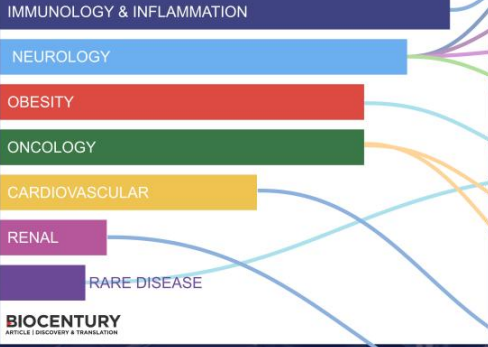 IMMUNOLOGY & INFLAMMATION
NEUROLOGY
OBESITY
ONCOLOGY
CARDIOVASCULAR
RENAL
RARE DISEASE
BIOCENTURY
ARTICLE | DISCOVERY & TRANSLATION